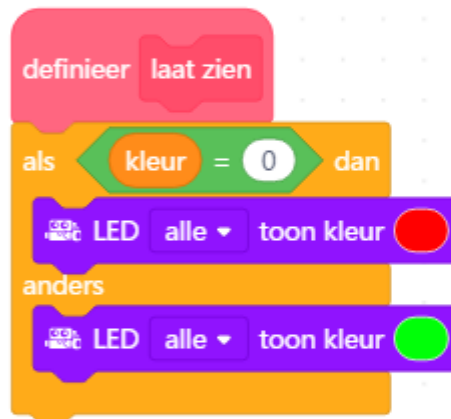 definieer laat zien
als kleur = 0 dan
LED alle toon kleur
anders
LED alle toon kleur